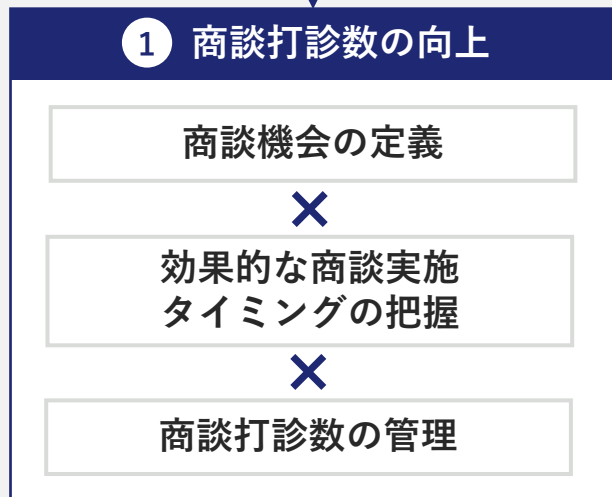 1 商談打診数の向上
商談機会の定義
×
効果的な商談実施
タイミングの把握
×
商談打診数の管理